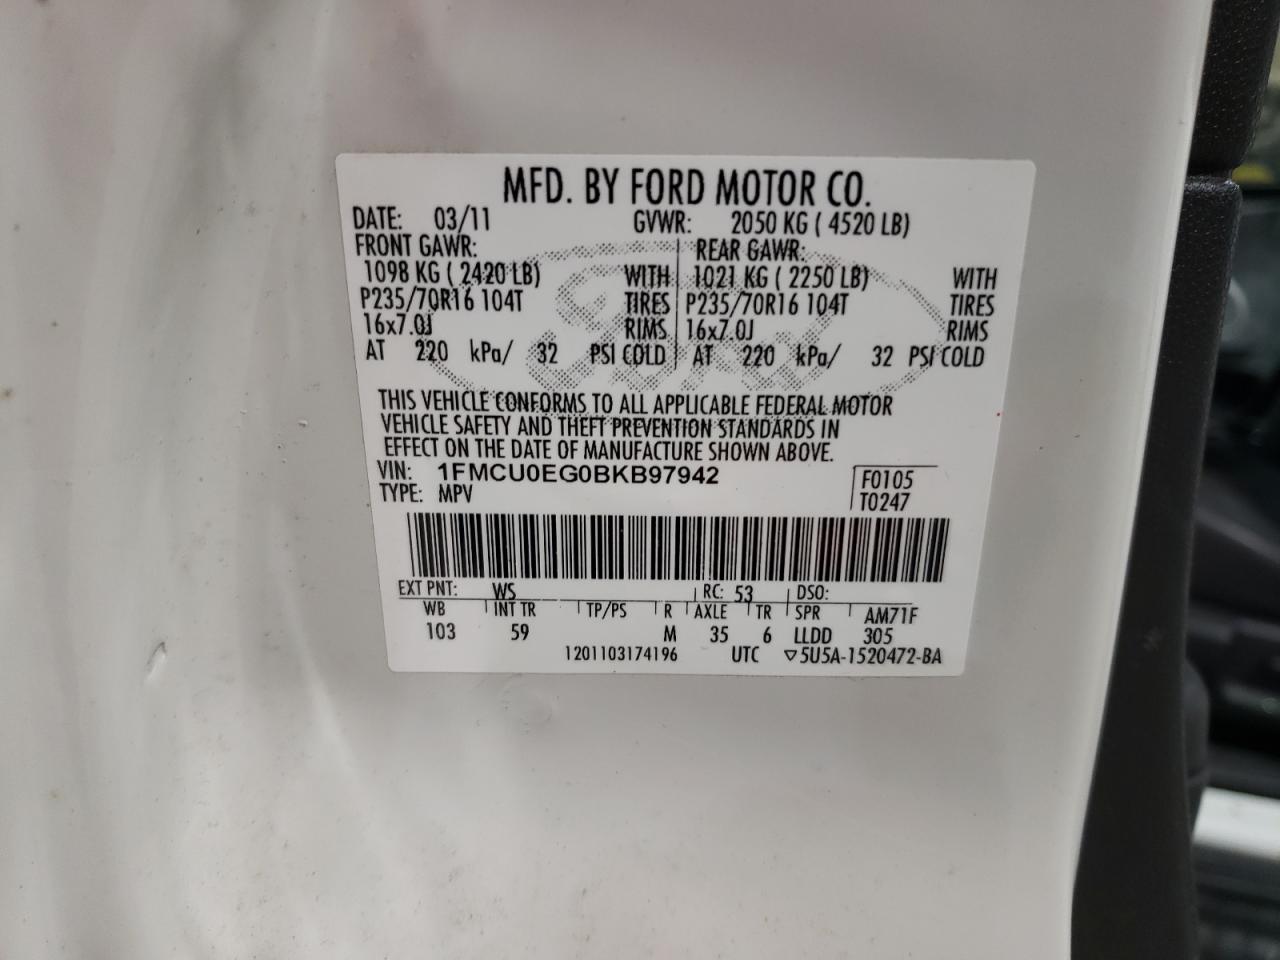 MFD. BY FORD MOTOR CO.
DATE: 03/11 GVWR: 2050 KG ( 4520 LB)
FRONT GAWR: REAR GAWR:
1098 KG ( 2420 LB) WITH 1021 KG ( 2250 LB) WITH
P235/70R16 104T TIRES P235/70R16 104T TIRES
16x7.0J RIMS 16x7.0J RIMS
AT 220 kPa/ 32 PSI COLD AT 220 kPa/ 32 PSI COLD
Ford
THIS VEHICLE CONFORMS TO ALL APPLICABLE FEDERAL MOTOR
VEHICLE SAFETY AND THEFT PREVENTION STANDARDS IN
EFFECT ON THE DATE OF MANUFACTURE SHOWN ABOVE.
VIN: 1FMCU0EG0BKB97942 F0105
TYPE: MPV T0247
EXT PNT: WS RC: 53 DSO:
WB INT TR TP/PS R AXLE TR SPR AM71F
103 59 M 35 6 LLDD 305
1201103174196 UTC ▽5U5A-1520472-BA